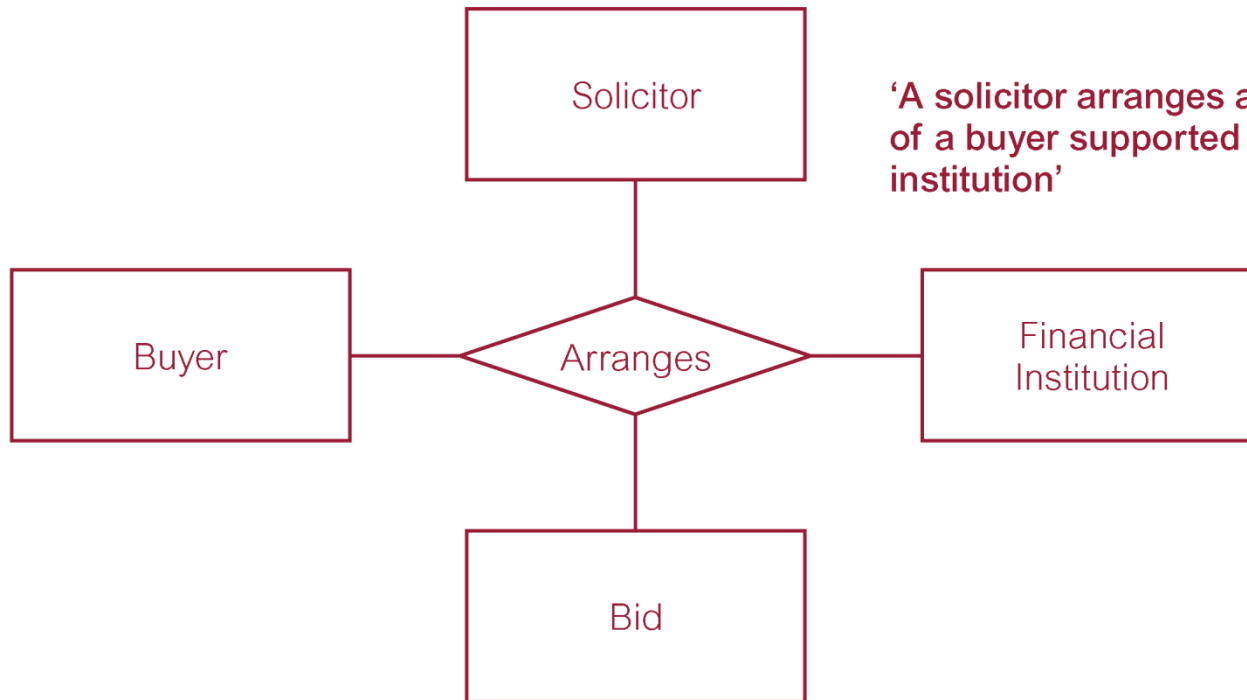 Solicitor
‘A solicitor arranges a
of a buyer supported
institution’
Buyer
Arranges
Financial
Institution
Bid